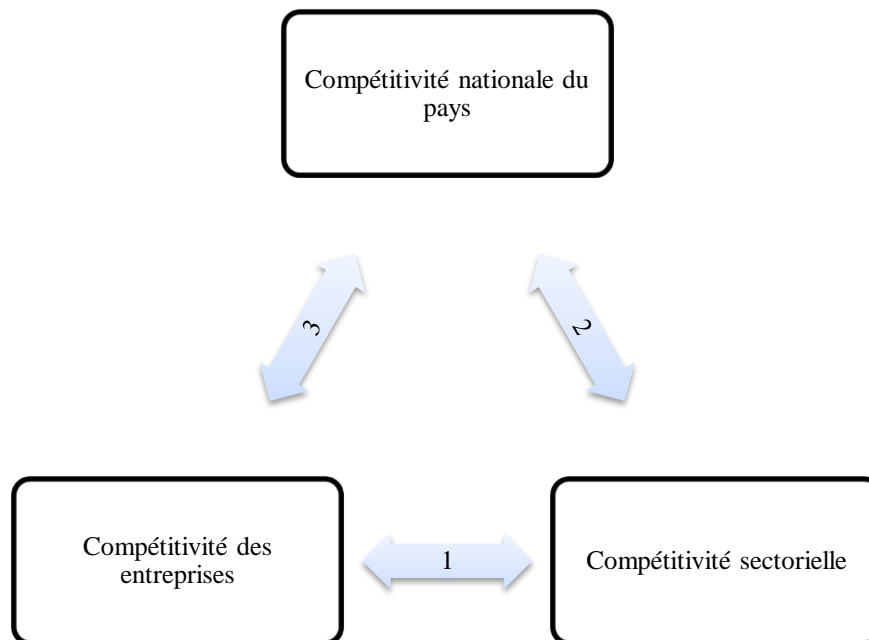 Compétitivité nationale du
pays
3
2
Compétitivité des
entreprises
1
Compétitivité sectorielle